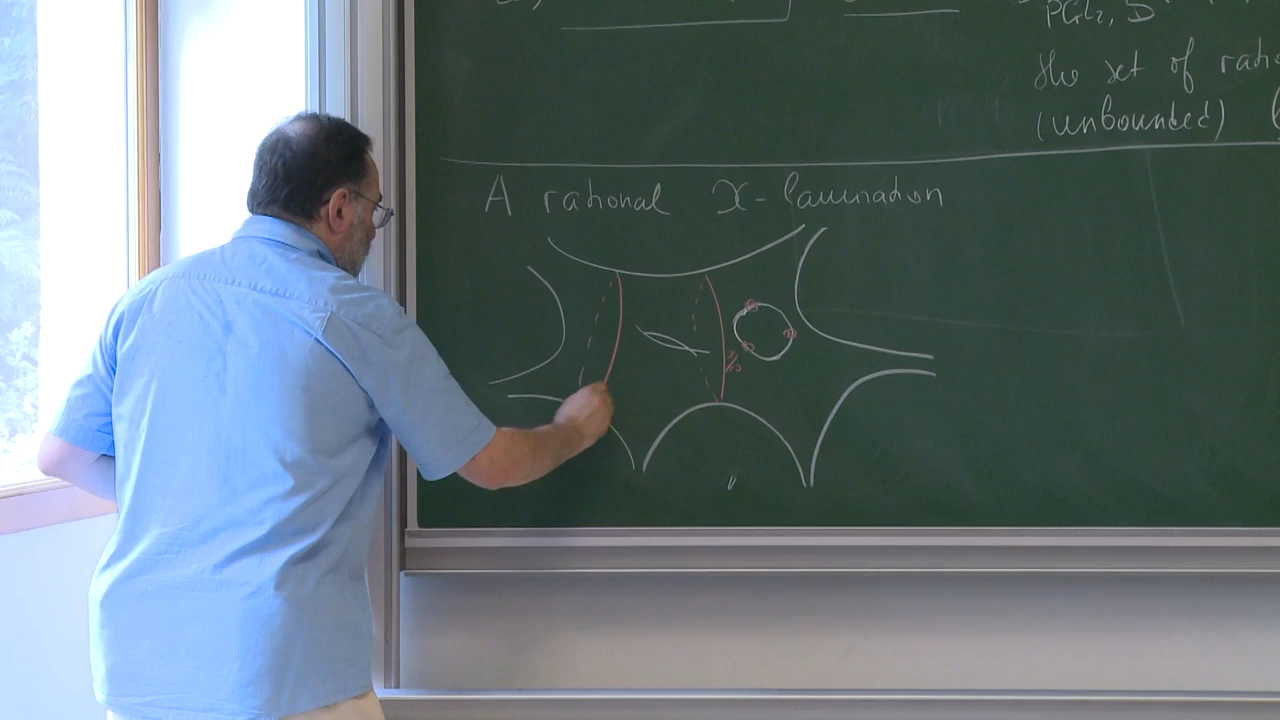 PGL₂, D
the set of ratio
(unbounded)
A rational X-lamination